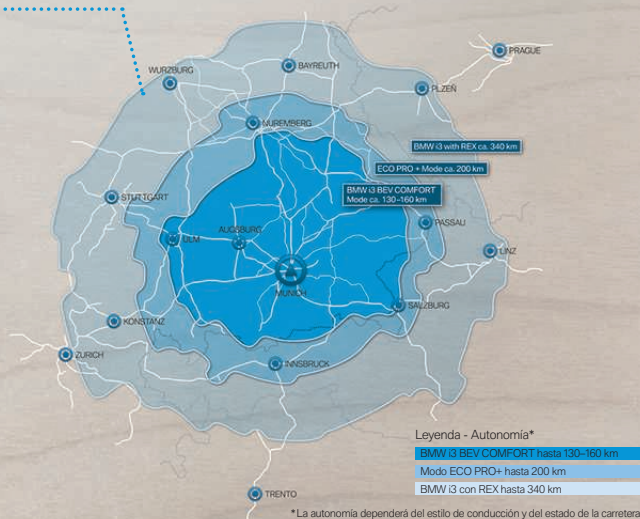 PRAGUE
BAYREUTH
WURZBURG
PLZEŇ
NUREMBERG
BMW i3 with REX ca. 340 km
ECO PRO + Mode ca. 200 km
BMW i3 BEV COMFORT
Mode ca. 130–160 km
STUTTGART
PASSAU
AUGSBURG
ULM
LINZ
MUNICH
SALZBURG
KONSTANZ
ZURICH
INNSBRUCK
Leyenda - Autonomía*
BMW i3 BEV COMFORT hasta 130–160 km
Modo ECO PRO+ hasta 200 km
BMW i3 con REX hasta 340 km
TRENTO
*La autonomía dependerá del estilo de conducción y del estado de la carretera